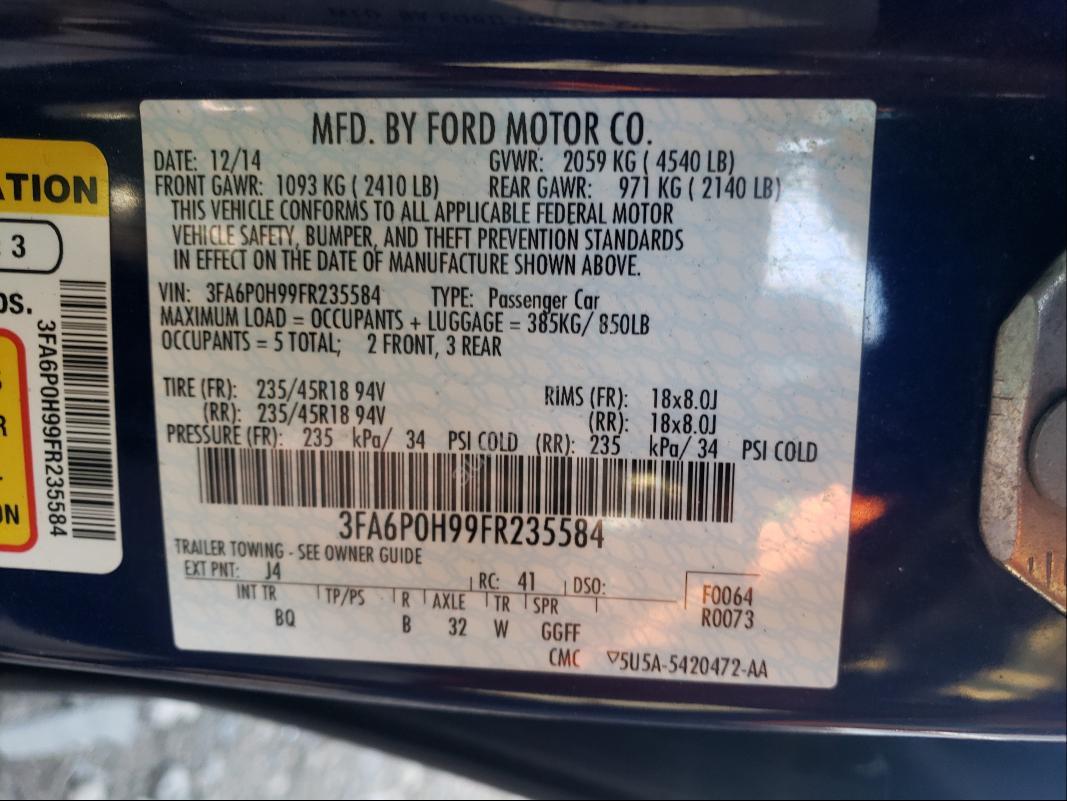 MFD. BY FORD MOTOR CO.
DATE: 12/14 GVWR: 2059 KG ( 4540 LB)
FRONT GAWR: 1093 KG ( 2410 LB) REAR GAWR: 971 KG ( 2140 LB)
THIS VEHICLE CONFORMS TO ALL APPLICABLE FEDERAL MOTOR
VEHICLE SAFETY, BUMPER, AND THEFT PREVENTION STANDARDS
IN EFFECT ON THE DATE OF MANUFACTURE SHOWN ABOVE.
VIN: 3FA6P0H99FR235584 TYPE: Passenger Car
MAXIMUM LOAD = OCCUPANTS + LUGGAGE = 385KG/ 850LB
OCCUPANTS = 5 TOTAL; 2 FRONT, 3 REAR
TIRE (FR): 235/45R18 94V RIMS (FR): 18x8.0J
(RR): 235/45R18 94V (RR): 18x8.0J
PRESSURE (FR): 235 kPa/ 34 PSI COLD (RR): 235 kPa/ 34 PSI COLD
3FA6P0H99FR235584
TRAILER TOWING - SEE OWNER GUIDE
EXT PNT: J4 RC: 41 DSO:
INT TR TP/PS R AXLE TR SPR F0064
BQ B 32 W GGFF R0073
CMC ▽5U5A-5420472-AA
ATION
3
OS.
3FA6P0H99FR235584
R
ON